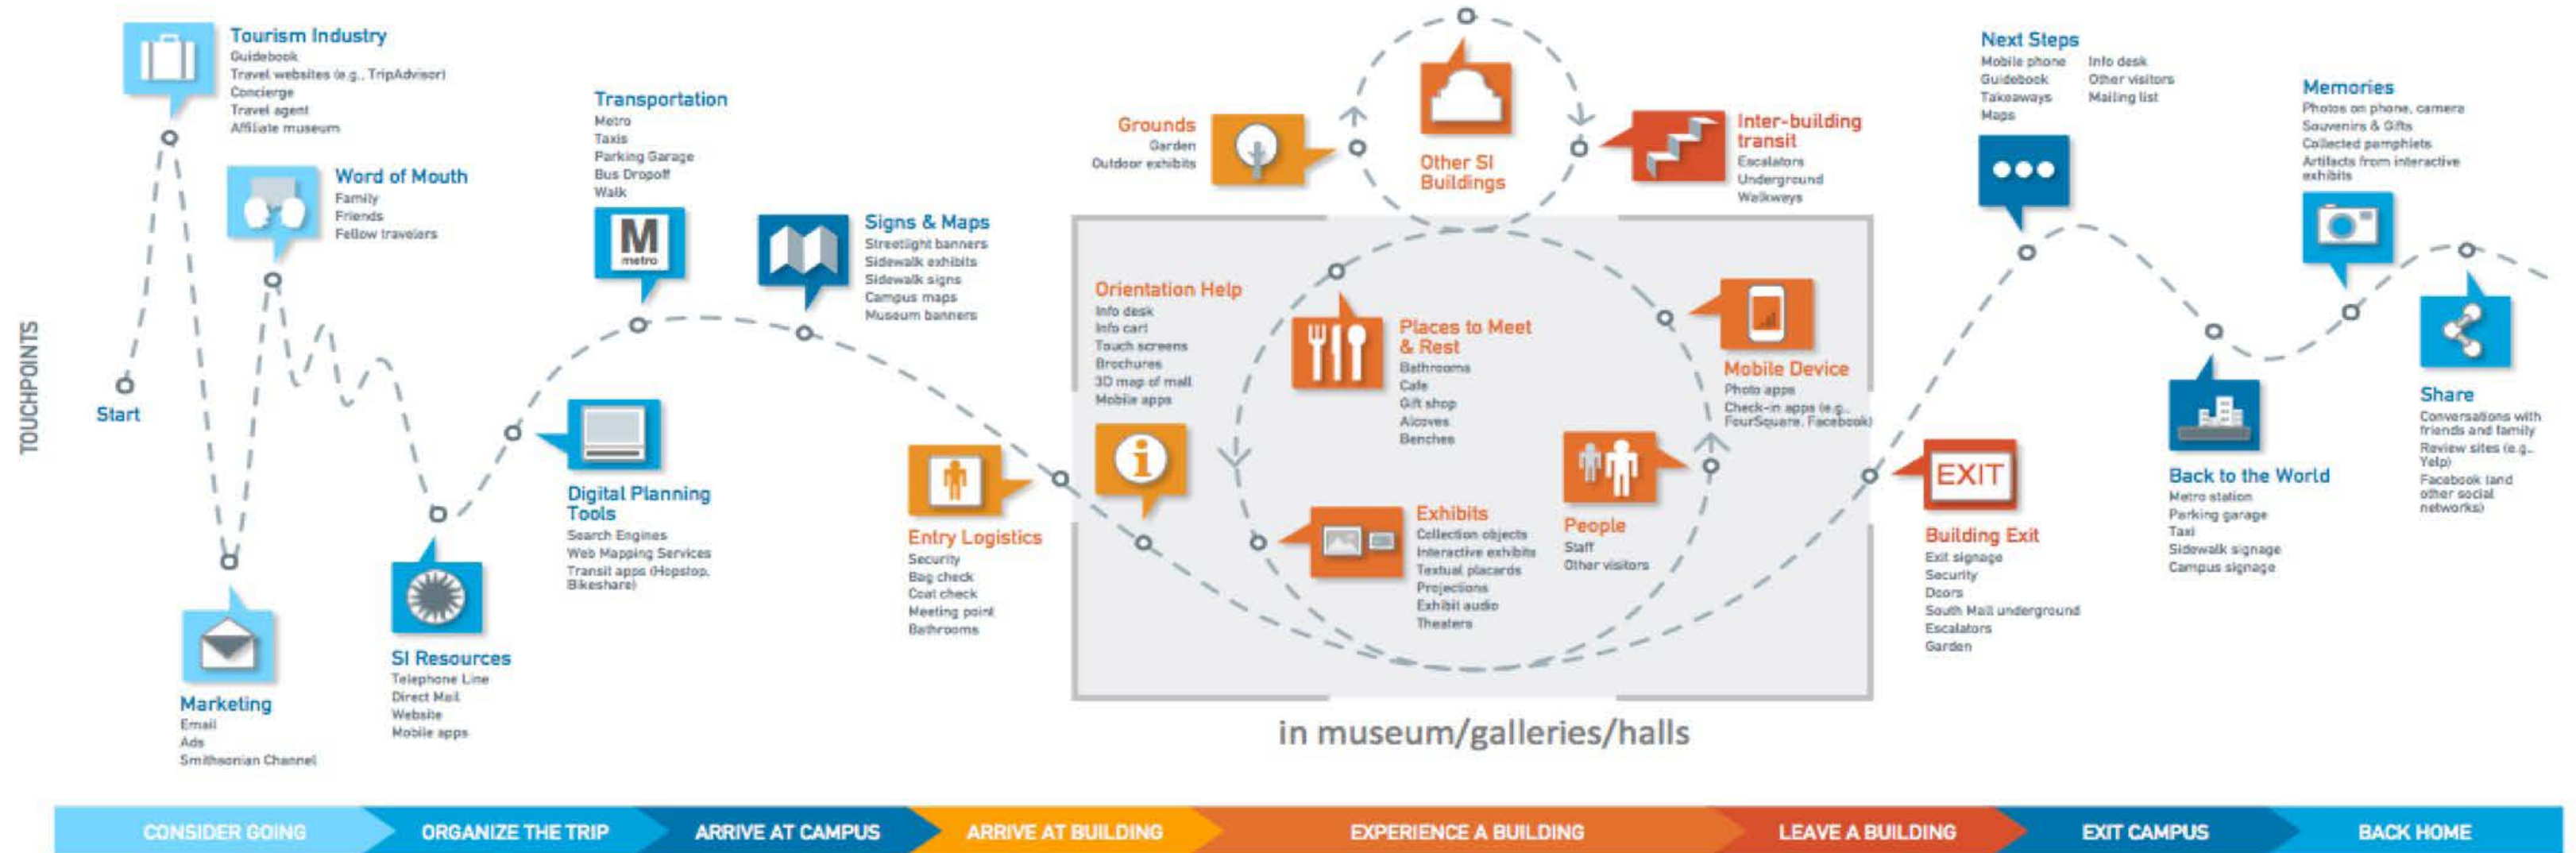 TOUCHPOINTS
Start
Tourism Industry
Guidebook
Travel websites (e.g., TripAdvisor)
Concierge
Travel agent
Affiliate museum
Word of Mouth
Family
Friends
Fellow travelers
Marketing
Email
Ads
Smithsonian Channel
SI Resources
Telephone Line
Direct Mail
Website
Mobile apps
Digital Planning
Tools
Search Engines
Web Mapping Services
Transit apps (Hopstop,
Bikeshare)
Transportation
Metro
Taxis
Parking Garage
Bus Dropoff
Walk
M
metro
Signs & Maps
Streetlight banners
Sidewalk exhibits
Sidewalk signs
Campus maps
Museum banners
Entry Logistics
Security
Bag check
Coat check
Meeting point
Bathrooms
Orientation Help
Info desk
Info cart
Touch screens
Brochures
3D map of mall
Mobile apps
i
Grounds
Garden
Outdoor exhibits
Other SI
Buildings
Inter-building
transit
Escalators
Underground
Walkways
Places to Meet
& Rest
Bathrooms
Cafe
Gift shop
Alcoves
Benches
Mobile Device
Photo apps
Check-in apps (e.g.,
FourSquare, Facebook)
Exhibits
Collection objects
Interactive exhibits
Textual placards
Projections
Exhibit audio
Theaters
People
Staff
Other visitors
in museum/galleries/halls
EXIT
Building Exit
Exit signage
Security
Doors
South Mall underground
Escalators
Garden
Next Steps
Mobile phone
Guidebook
Takeaways
Maps
Info desk
Other visitors
Mailing list
Back to the World
Metro station
Parking garage
Taxi
Sidewalk signage
Campus signage
Memories
Photos on phone, camera
Souvenirs & Gifts
Collected pamphlets
Artifacts from interactive
exhibits
Share
Conversations with
friends and family
Review sites (e.g.,
Yelp)
Facebook (and
other social
networks)
CONSIDER GOING
ORGANIZE THE TRIP
ARRIVE AT CAMPUS
ARRIVE AT BUILDING
EXPERIENCE A BUILDING
LEAVE A BUILDING
EXIT CAMPUS
BACK HOME